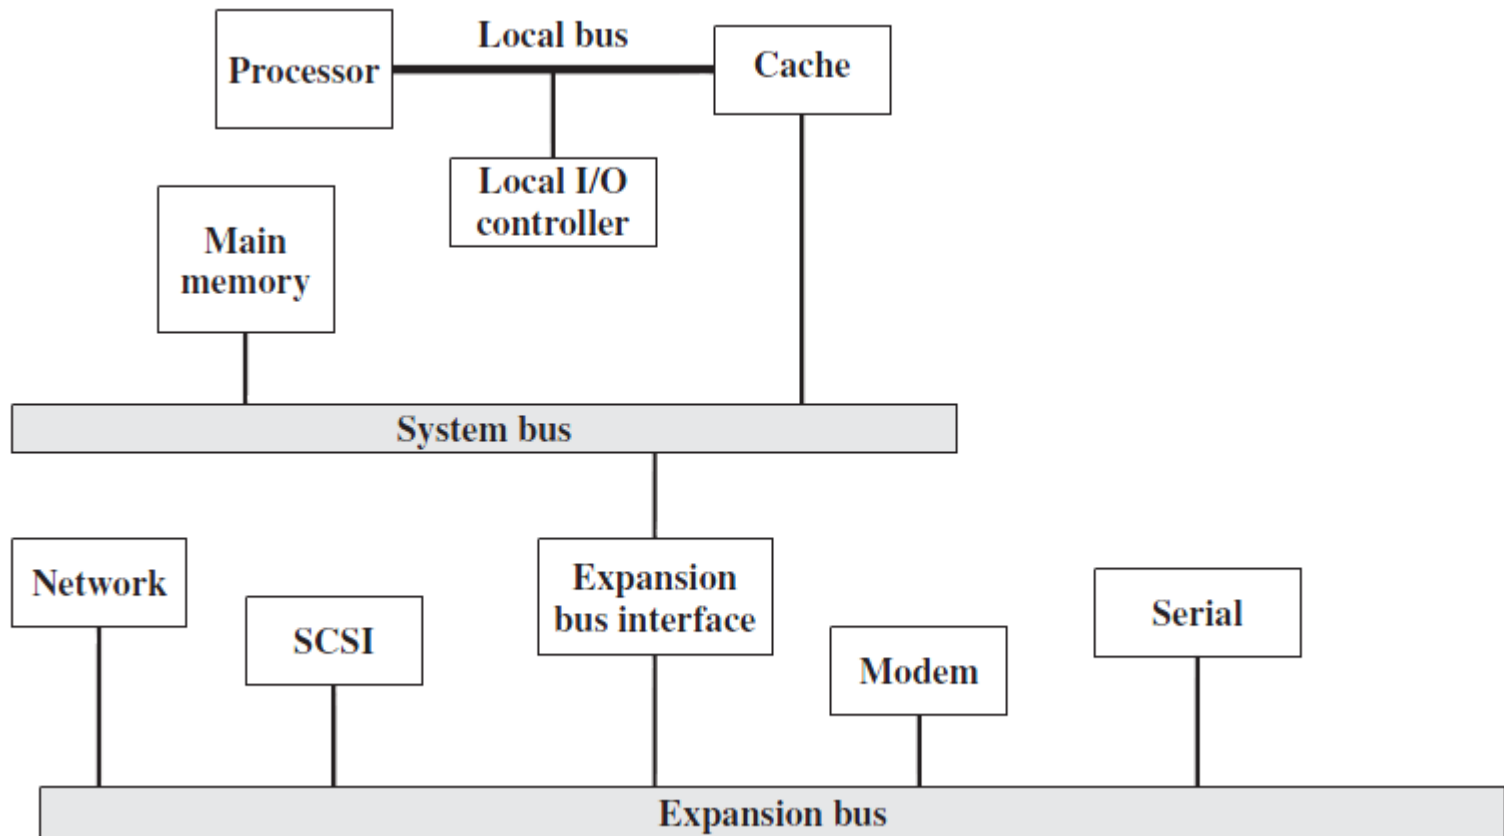 Local bus
Processor
Cache
Local I/O
controller
Main
memory
System bus
Network
SCSI
Expansion
bus interface
Modem
Serial
Expansion bus